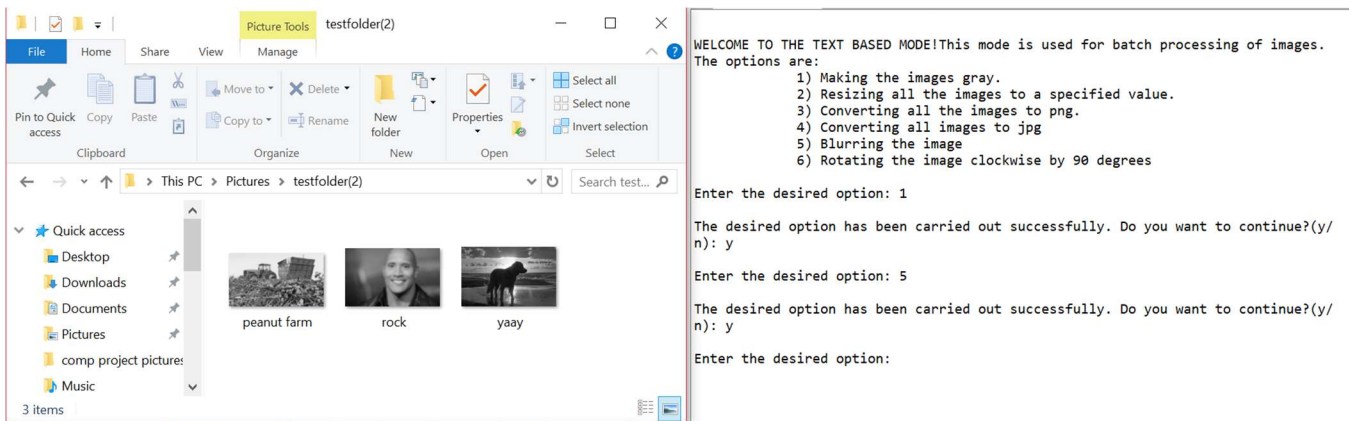 Picture Tools testfolder(2)
File Home Share View Manage
Pin to Quick access
Copy
Paste
Move to
Copy to
Delete
Rename
New folder
Properties
Select all
Select none
Invert selection
Clipboard Organize New Open Select
This PC > Pictures > testfolder(2) Search test...
Quick access
Desktop
Downloads
Documents
Pictures
comp project pictures
Music
peanut farm rock yaay
3 items
WELCOME TO THE TEXT BASED MODE!This mode is used for batch processing of images.
The options are:
1) Making the images gray.
2) Resizing all the images to a specified value.
3) Converting all the images to png.
4) Converting all images to jpg
5) Blurring the image
6) Rotating the image clockwise by 90 degrees
Enter the desired option: 1
The desired option has been carried out successfully. Do you want to continue?(y/
n): y
Enter the desired option: 5
The desired option has been carried out successfully. Do you want to continue?(y/
n): y
Enter the desired option: